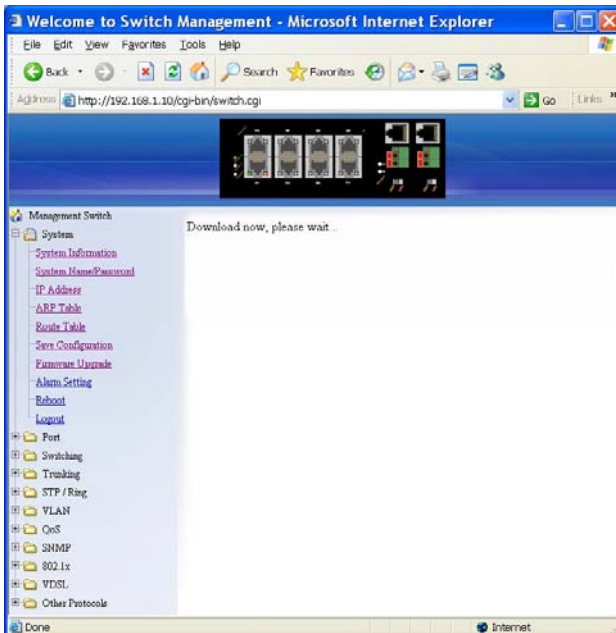 Welcome to Switch Management - Microsoft Internet Explorer
File Edit View Favorites Tools Help
Back Search Favorites
Address http://192.168.1.10/cgi-bin/switch.cgi Go Links »
Management Switch
Download now, please wait ..
System
System Information
System Name/Password
IP Address
ARP Table
Route Table
Save Configuration
Firmware Upgrade
Alarm Setting
Reboot
Logout
Port
Switching
Trunking
STP / Ring
VLAN
QoS
SNMP
802.1x
VDSL
Other Protocols
Done Internet